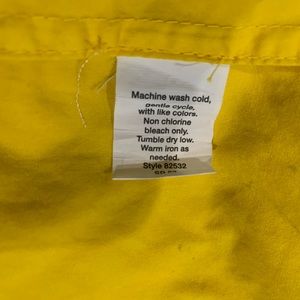 Machine wash cold,
gentle cycle,
with like colors.
Non chlorine
bleach only.
Tumble dry low.
Warm iron as
needed.
Style 82532